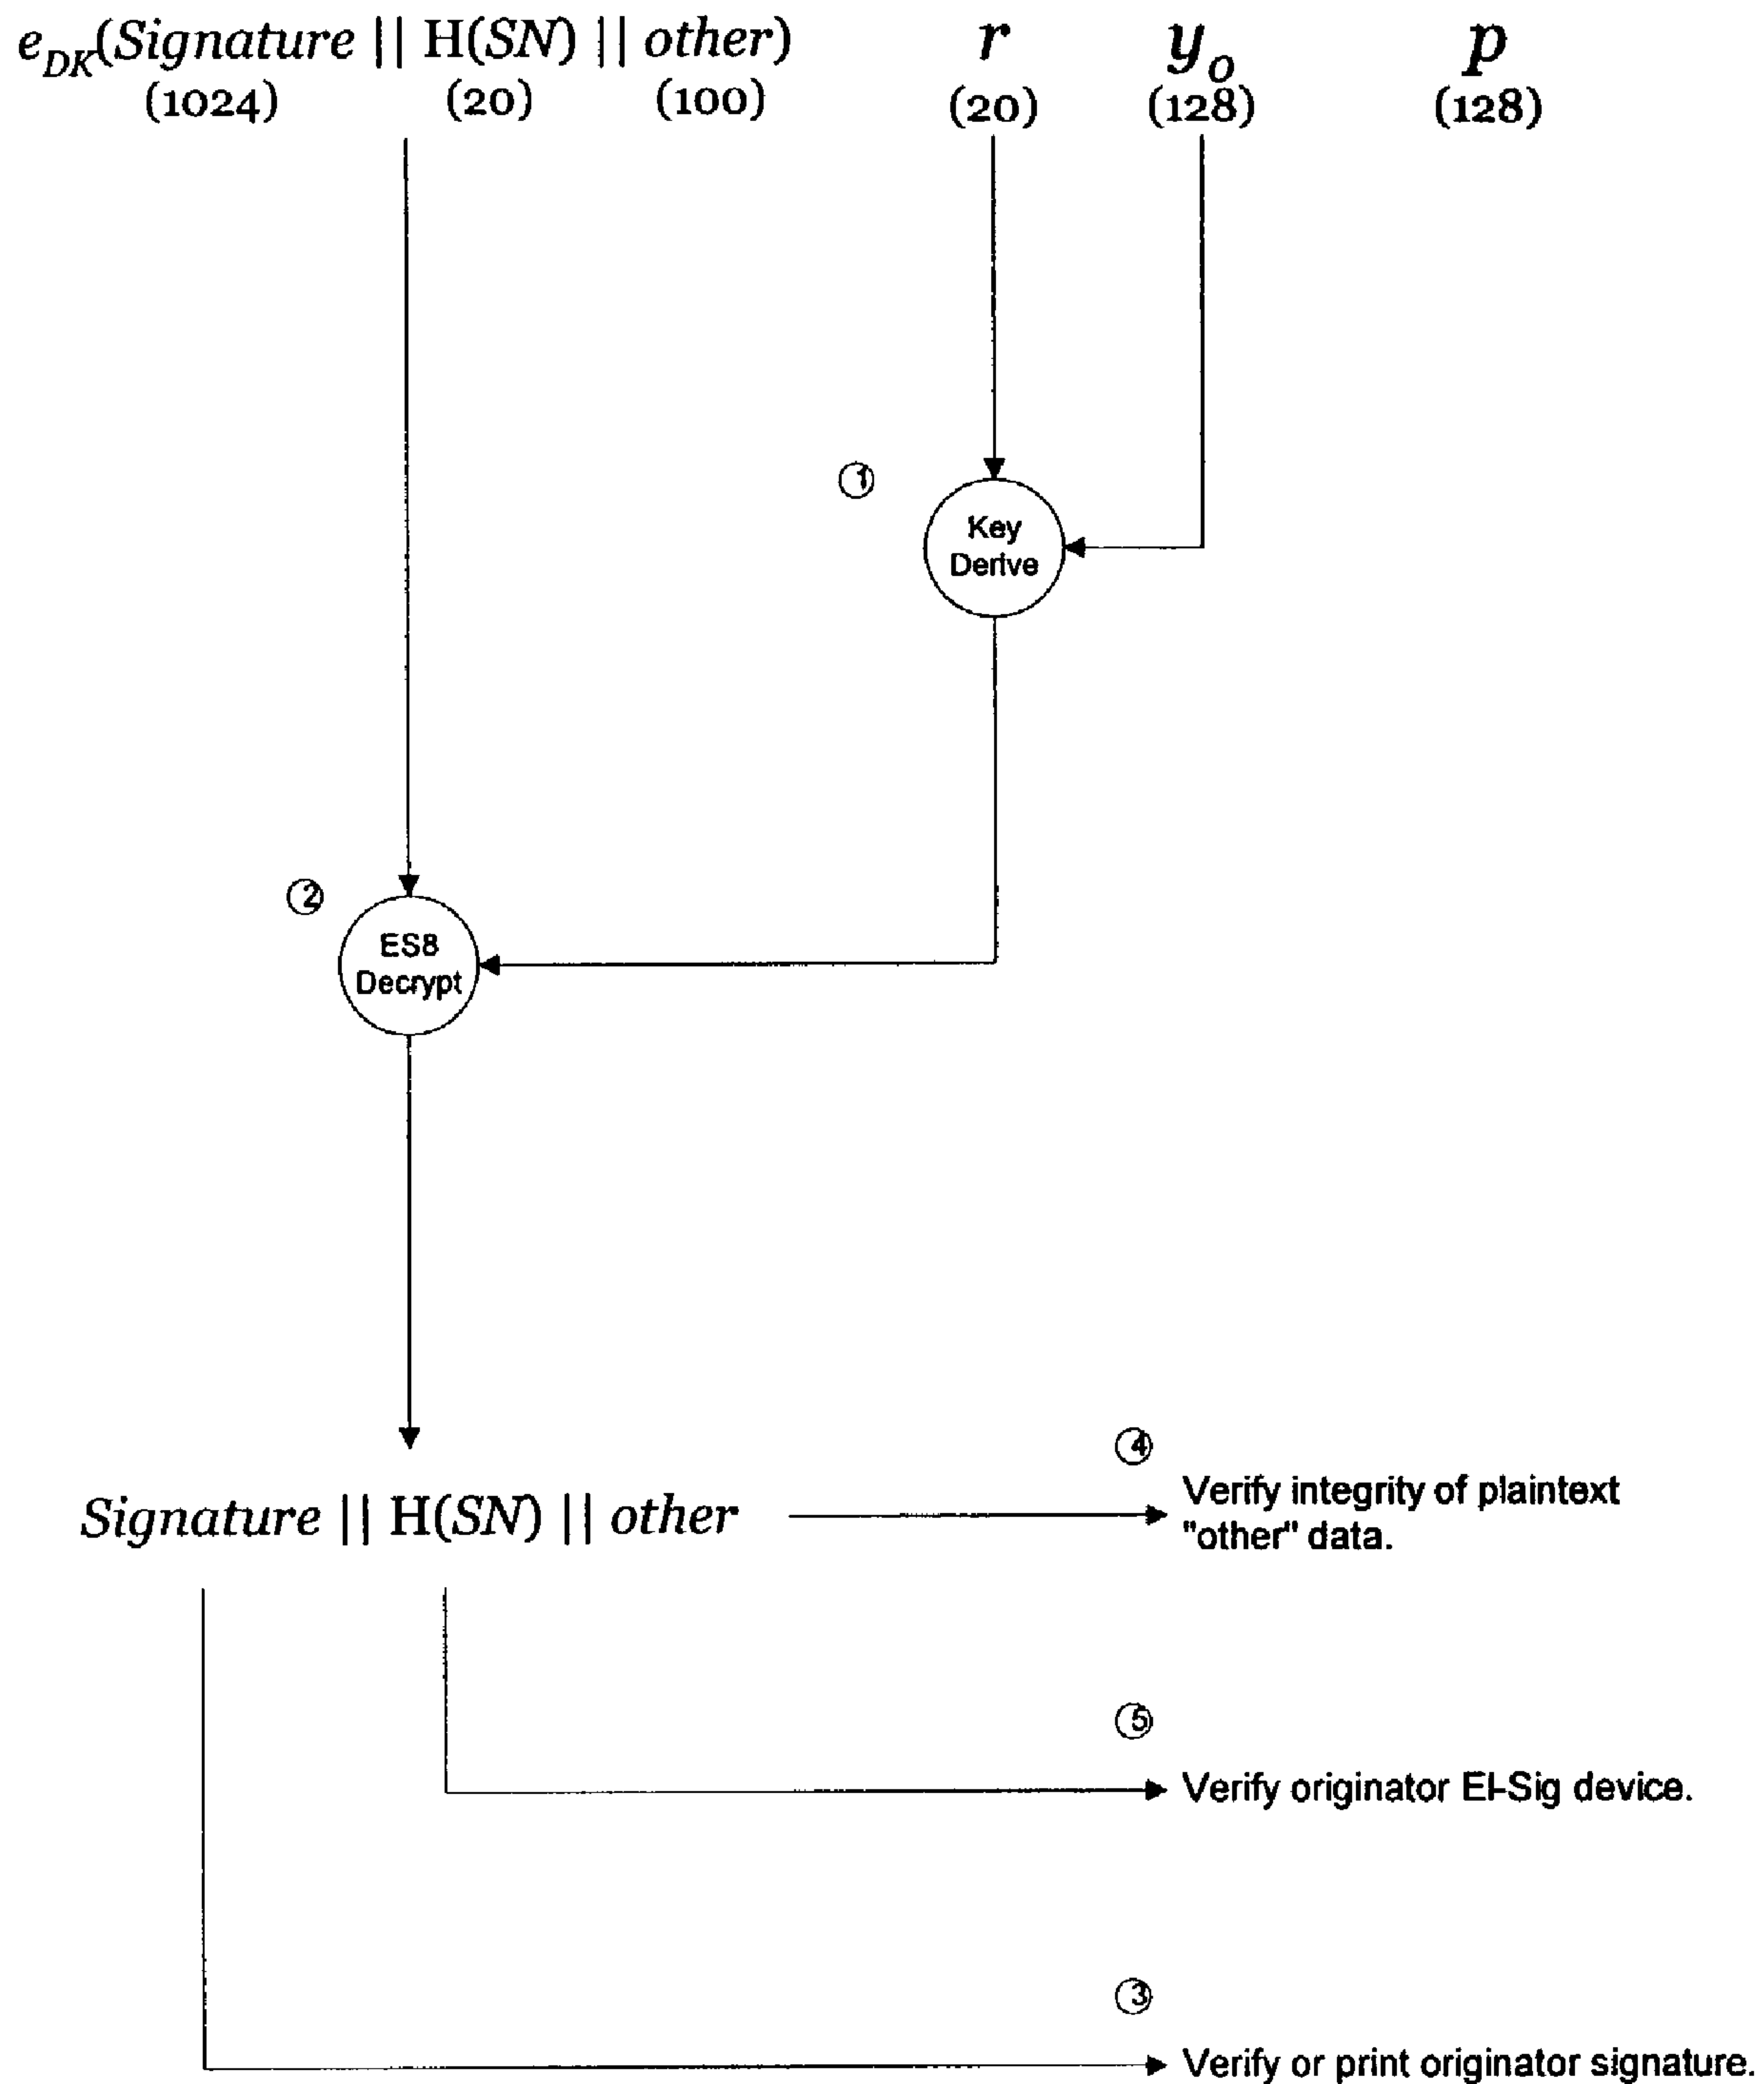 e_DK(Signature || H(SN) || other) r y_o p
(1024) (20) (100) (20) (128) (128)
1
Key
Derive
2
ES8
Decrypt
4
Signature || H(SN) || other
Verify integrity of plaintext
"other" data.
5
Verify originator El-Sig device.
3
Verify or print originator signature.